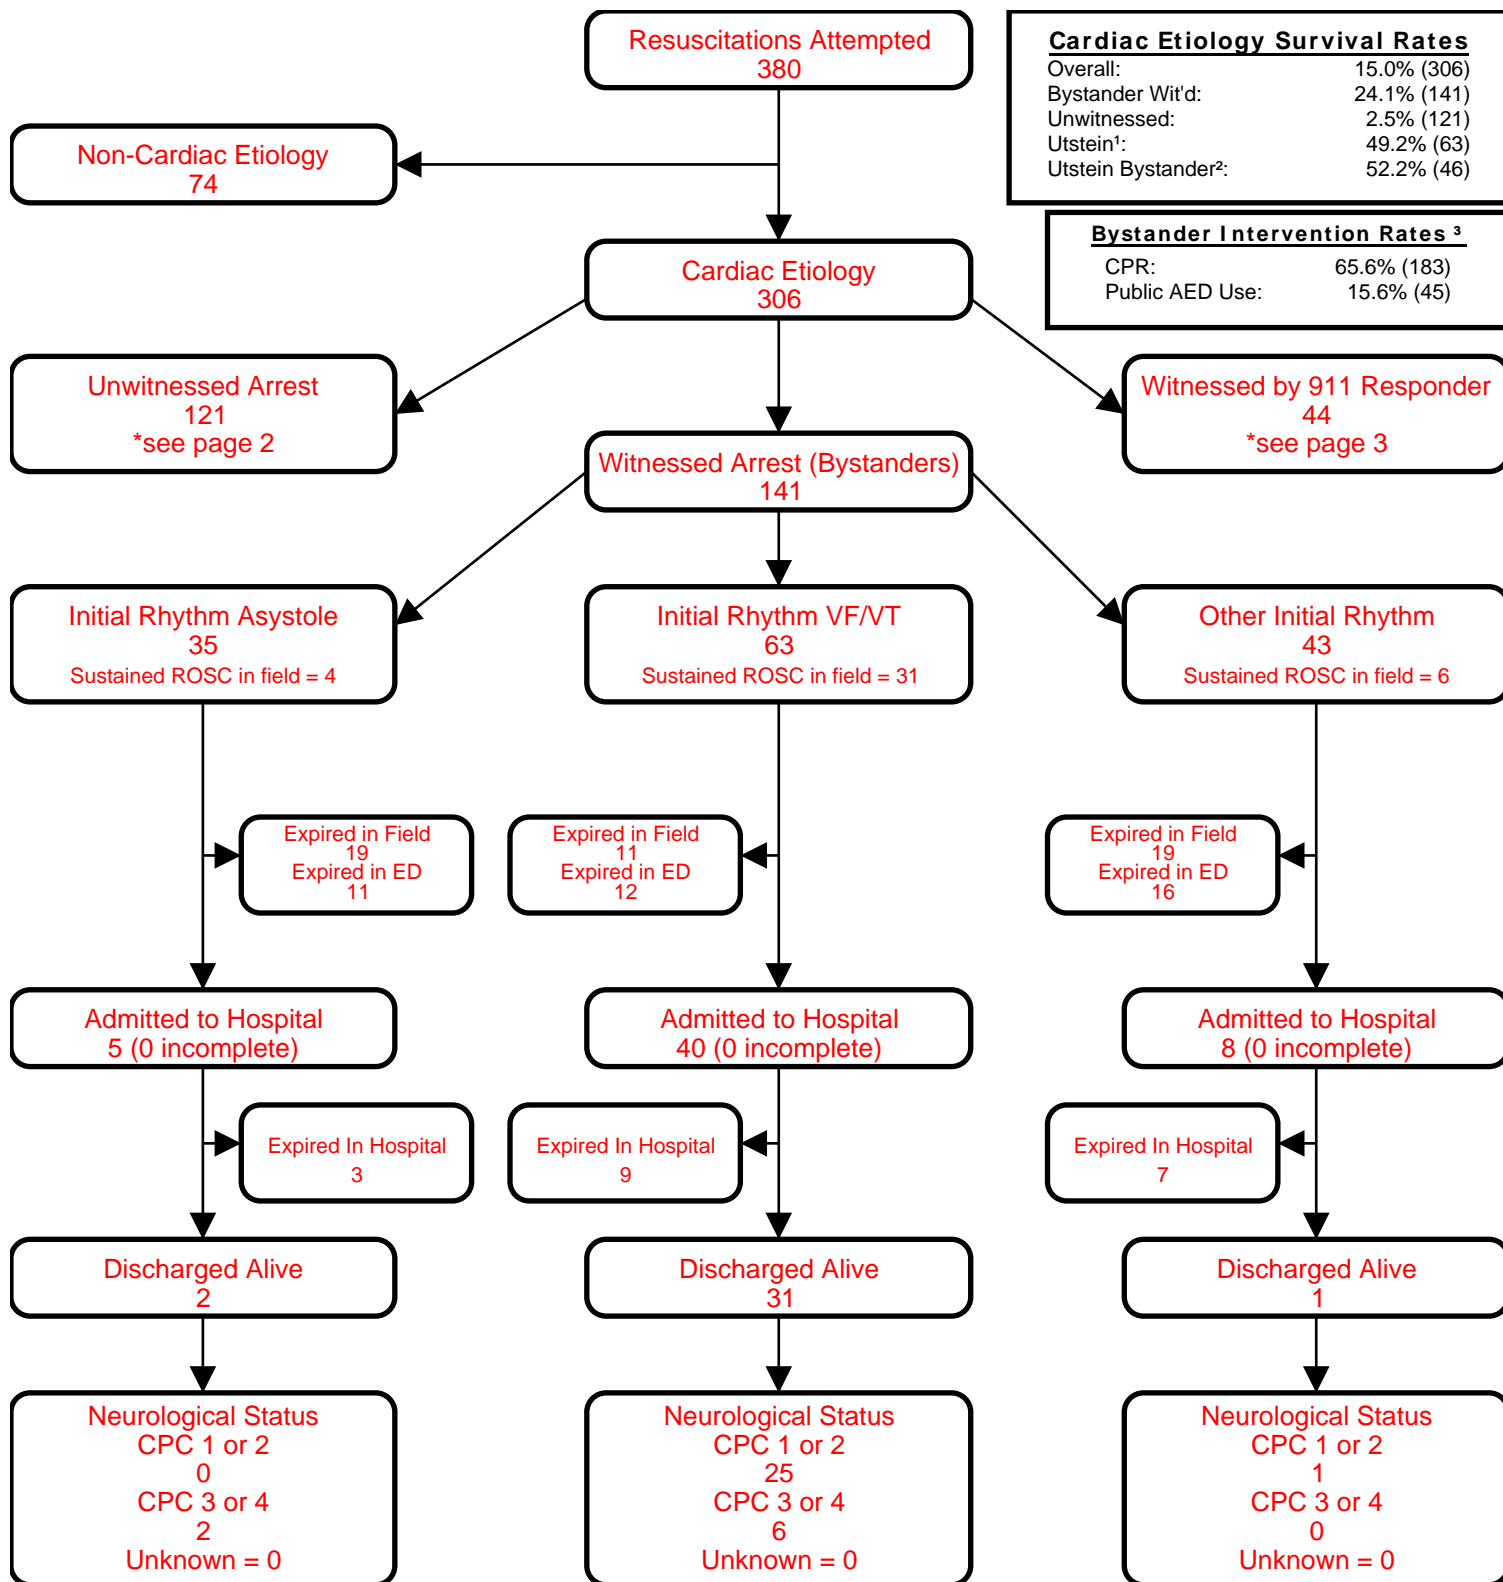 Resuscitations Attempted
380
Cardiac Etiology Survival Rates
Overall: 15.0% (306)
Bystander Wit'd: 24.1% (141)
Unwitnessed: 2.5% (121)
Utstein¹: 49.2% (63)
Utstein Bystander²: 52.2% (46)
Non-Cardiac Etiology
74
Bystander Intervention Rates ³
CPR: 65.6% (183)
Public AED Use: 15.6% (45)
Cardiac Etiology
306
Unwitnessed Arrest
121
*see page 2
Witnessed by 911 Responder
44
*see page 3
Witnessed Arrest (Bystanders)
141
Initial Rhythm Asystole
35
Sustained ROSC in field = 4
Initial Rhythm VF/VT
63
Sustained ROSC in field = 31
Other Initial Rhythm
43
Sustained ROSC in field = 6
Expired in Field
19
Expired in ED
11
Expired in Field
11
Expired in ED
12
Expired in Field
19
Expired in ED
16
Admitted to Hospital
5 (0 incomplete)
Admitted to Hospital
40 (0 incomplete)
Admitted to Hospital
8 (0 incomplete)
Expired In Hospital
3
Expired In Hospital
9
Expired In Hospital
7
Discharged Alive
2
Discharged Alive
31
Discharged Alive
1
Neurological Status
CPC 1 or 2
0
CPC 3 or 4
2
Unknown = 0
Neurological Status
CPC 1 or 2
25
CPC 3 or 4
6
Unknown = 0
Neurological Status
CPC 1 or 2
1
CPC 3 or 4
0
Unknown = 0